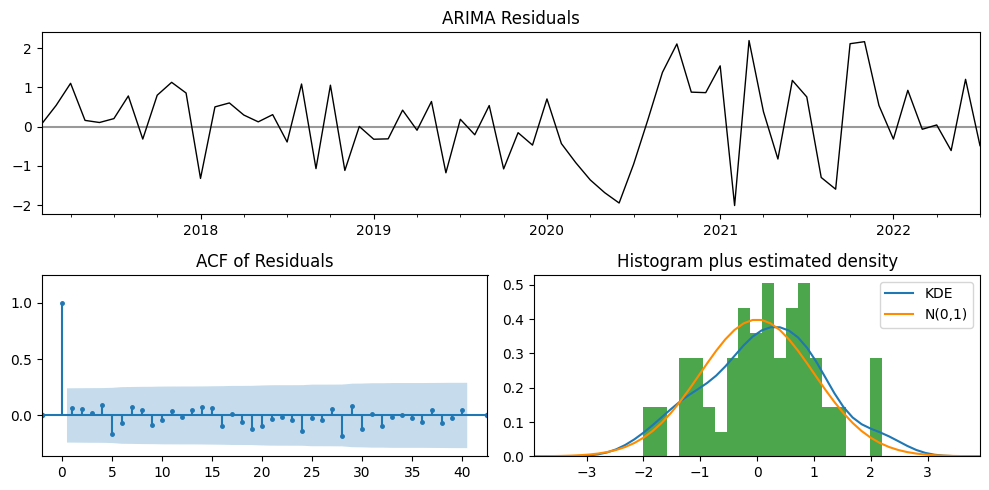 ARIMA Residuals
2
1
0
−1
−2
2018 2019 2020 2021 2022
ACF of Residuals
1.0
0.5
0.0
0 5 10 15 20 25 30 35 40
Histogram plus estimated density
0.5
0.4
0.3
0.2
0.1
0.0
KDE
N(0,1)
−3 −2 −1 0 1 2 3